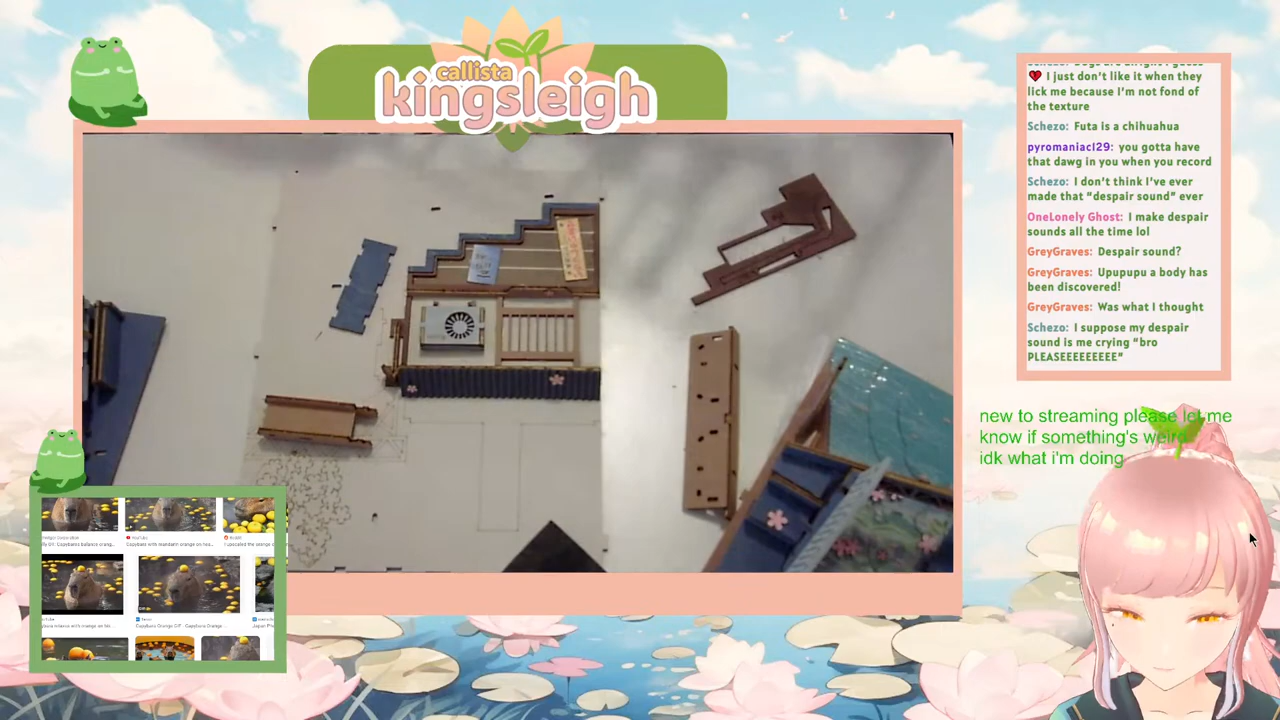 callista
kingsleigh
I just don't like it when they
lick me because I'm not fond of
the texture
Schezo: Futa is a chihuahua
pyromaniac129: you gotta have
that dawg in you when you record
Schezo: I don't think I've ever
made that "despair sound" ever
OneLonely Ghost: I make despair
sounds all the time lol
GreyGraves: Despair sound?
GreyGraves: Upupupu a body has
been discovered!
GreyGraves: Was what I thought
Schezo: I suppose my despair
sound is me crying "bro
PLEASEEEEEEEEE"
new to streaming please let me
know if something's weird
idk what i'm doing